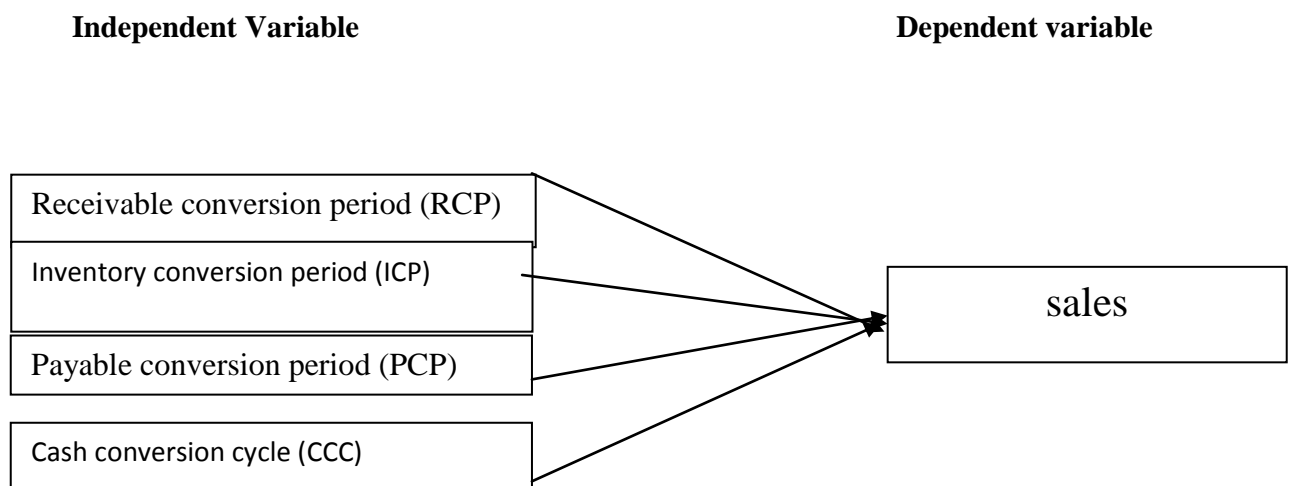 Independent Variable
Dependent variable
Receivable conversion period (RCP)
Inventory conversion period (ICP)
sales
Payable conversion period (PCP)
Cash conversion cycle (CCC)